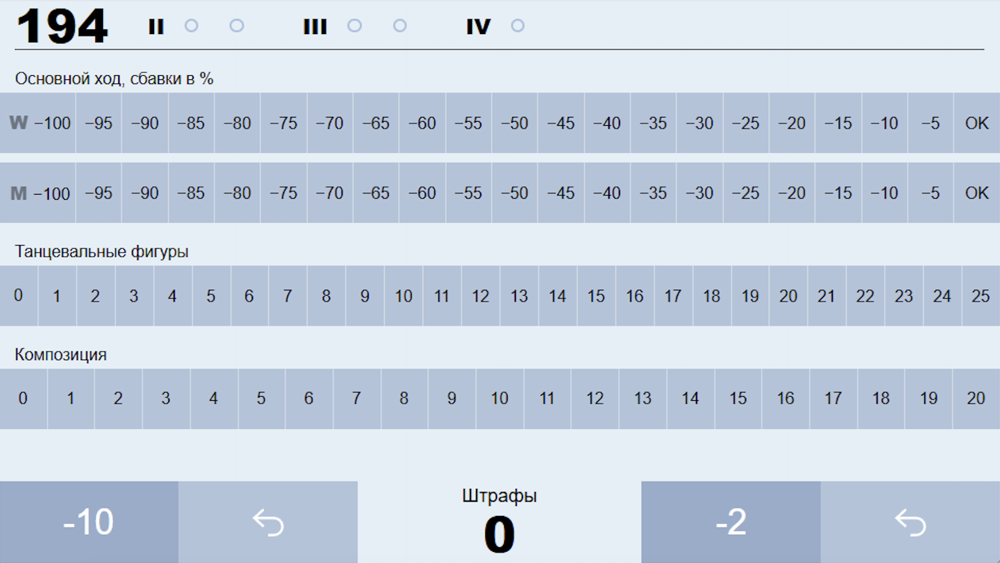 194 II III IV
Основной ход, сбавки в %
W −100 −95 −90 −85 −80 −75 −70 −65 −60 −55 −50 −45 −40 −35 −30 −25 −20 −15 −10 −5 OK
M −100 −95 −90 −85 −80 −75 −70 −65 −60 −55 −50 −45 −40 −35 −30 −25 −20 −15 −10 −5 OK
Танцевальные фигуры
0 1 2 3 4 5 6 7 8 9 10 11 12 13 14 15 16 17 18 19 20 21 22 23 24 25
Композиция
0 1 2 3 4 5 6 7 8 9 10 11 12 13 14 15 16 17 18 19 20
Штрафы
-10 0 -2